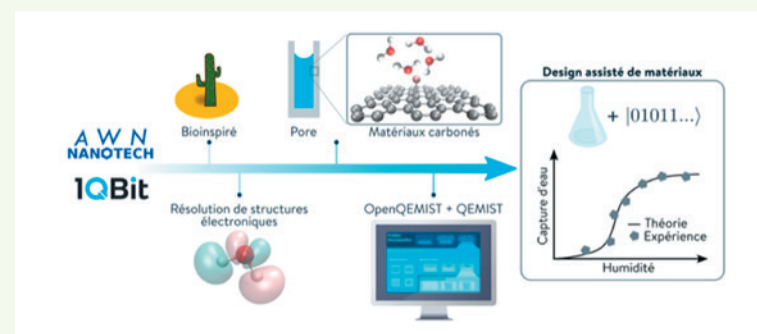 AWN
NANOTECH
1QBit
Bioinspiré
Pore
Matériaux carbonés
Résolution de structures
électroniques
OpenQEMIST + QEMIST
Design assisté de matériaux
+ |01011...⟩
Capture d'eau
Théorie
Expérience
Humidité